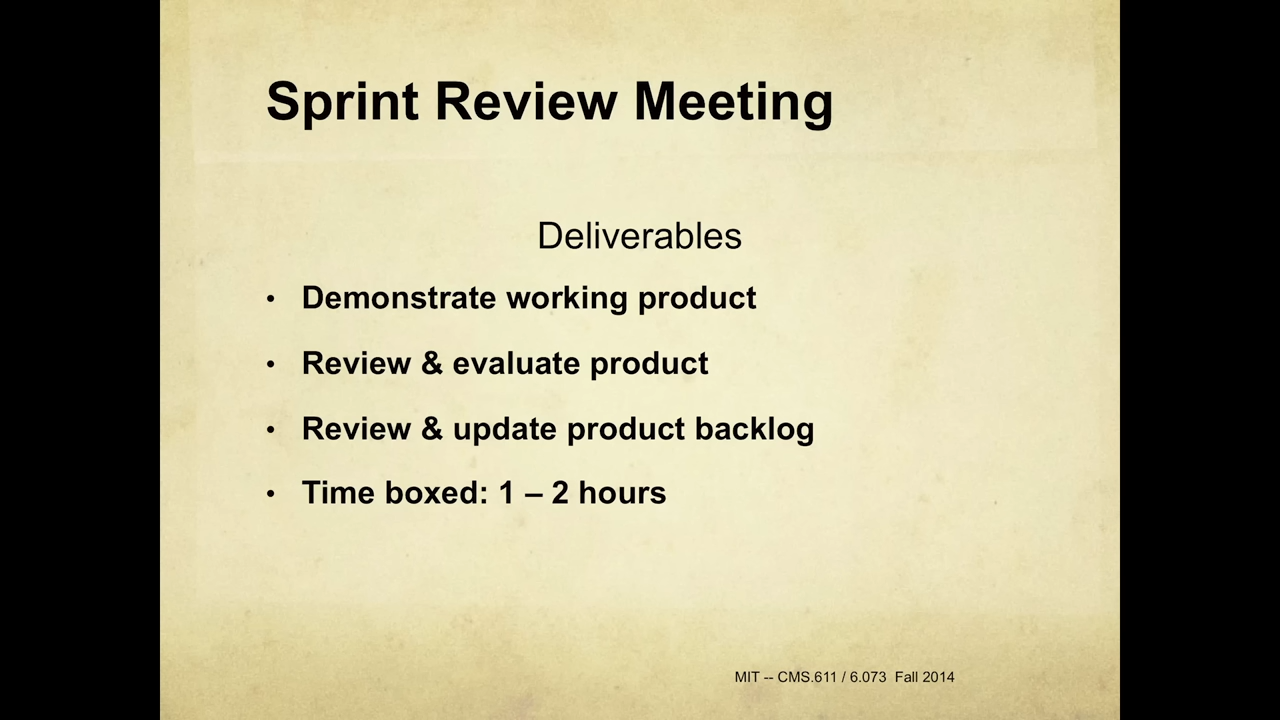 Sprint Review Meeting
Deliverables
• Demonstrate working product
• Review & evaluate product
• Review & update product backlog
• Time boxed: 1 – 2 hours
MIT -- CMS.611 / 6.073  Fall 2014